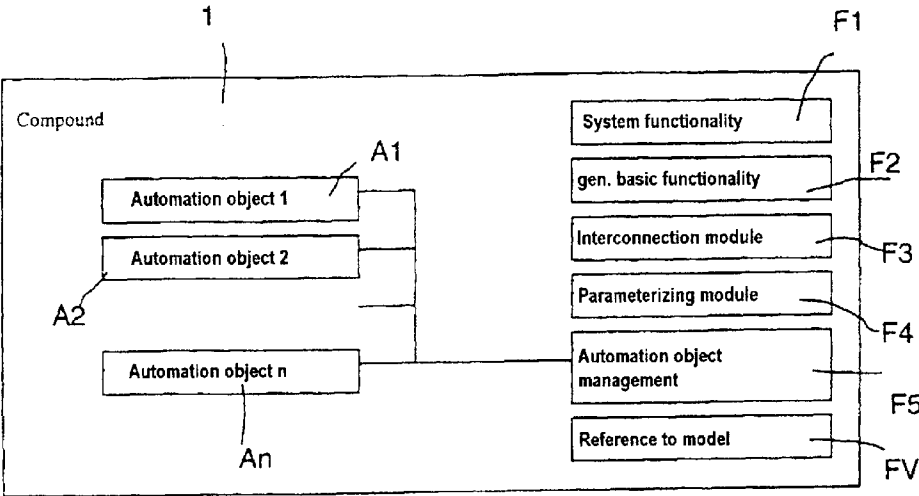 1
F1
Compound
System functionality
A1
F2
gen. basic functionality
Automation object 1
Interconnection module
F3
Automation object 2
A2
Parameterizing module
F4
Automation object n
Automation object
management
F5
An
Reference to model
FV